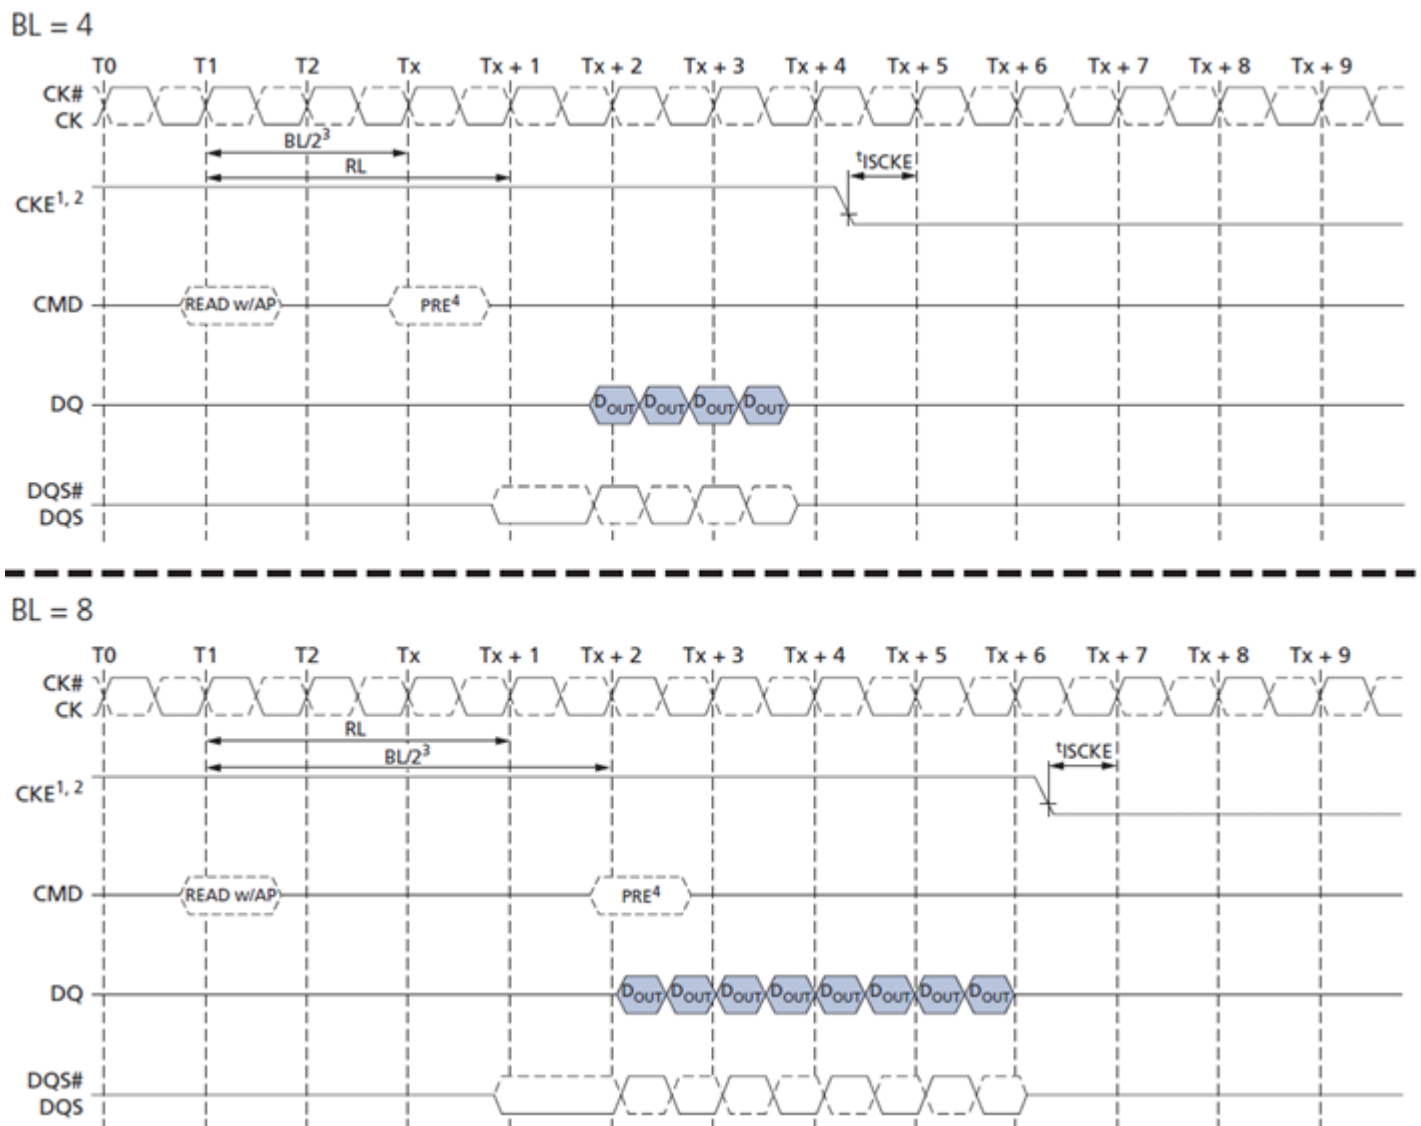 BL = 4
T0 T1 T2 Tx Tx + 1 Tx + 2 Tx + 3 Tx + 4 Tx + 5 Tx + 6 Tx + 7 Tx + 8 Tx + 9
CK#
CK
BL/2³
RL
tISCKE
CKE1, 2
CMD READ w/AP PRE⁴
DQ DOUT DOUT DOUT DOUT
DQS#
DQS
BL = 8
T0 T1 T2 Tx Tx + 1 Tx + 2 Tx + 3 Tx + 4 Tx + 5 Tx + 6 Tx + 7 Tx + 8 Tx + 9
CK#
CK
RL
BL/2³
tISCKE
CKE1, 2
CMD READ w/AP PRE⁴
DQ DOUT DOUT DOUT DOUT DOUT DOUT DOUT DOUT
DQS#
DQS